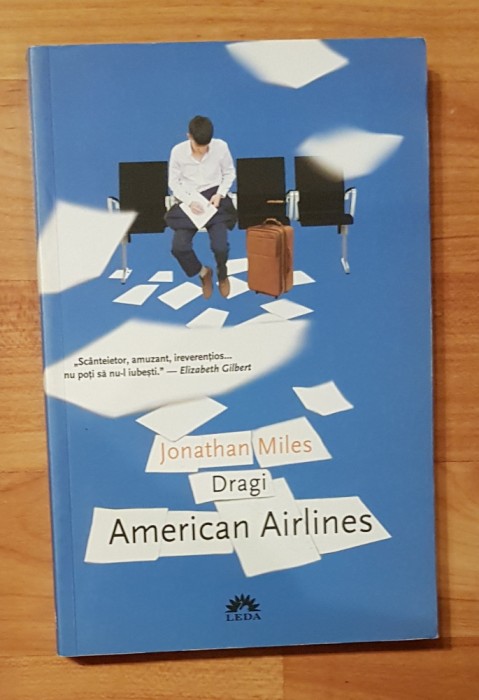 „Scânteietor, amuzant, ireverențios...
nu poți să nu-l iubești.” — Elizabeth Gilbert
Jonathan Miles
Dragi
American Airlines
LEDA